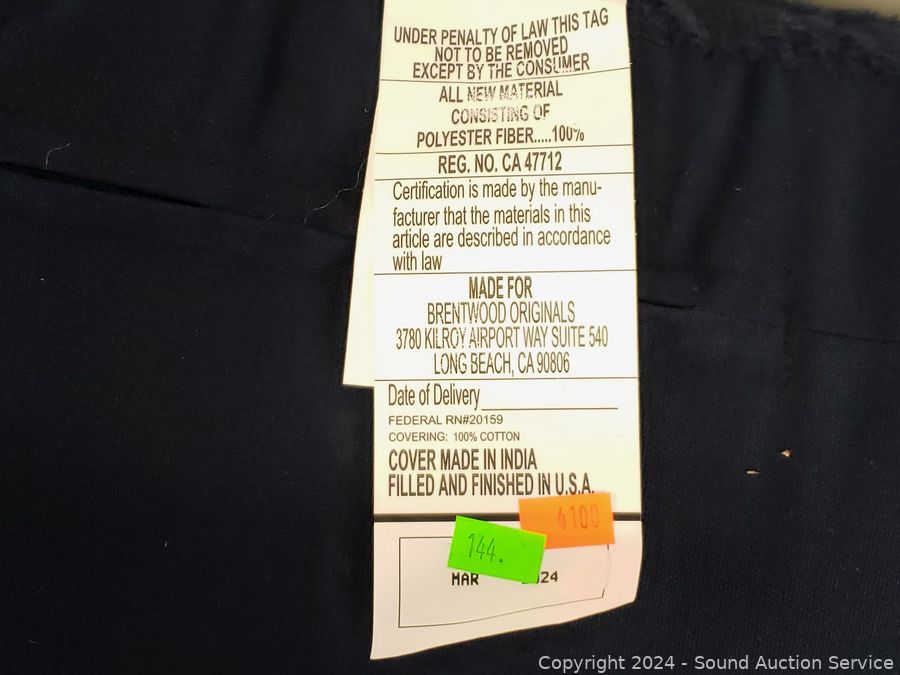 UNDER PENALTY OF LAW THIS TAG
NOT TO BE REMOVED
EXCEPT BY THE CONSUMER
ALL NEW MATERIAL
CONSISTING OF
POLYESTER FIBER.....100%
REG. NO. CA 47712
Certification is made by the manu-
facturer that the materials in this
article are described in accordance
with law
MADE FOR
BRENTWOOD ORIGINALS
3780 KILROY AIRPORT WAY SUITE 540
LONG BEACH, CA 90806
Date of Delivery
FEDERAL RN#20159
COVERING: 100% COTTON
COVER MADE IN INDIA
FILLED AND FINISHED IN U.S.A.
4100
144.
MAR 24
Copyright 2024 - Sound Auction Service